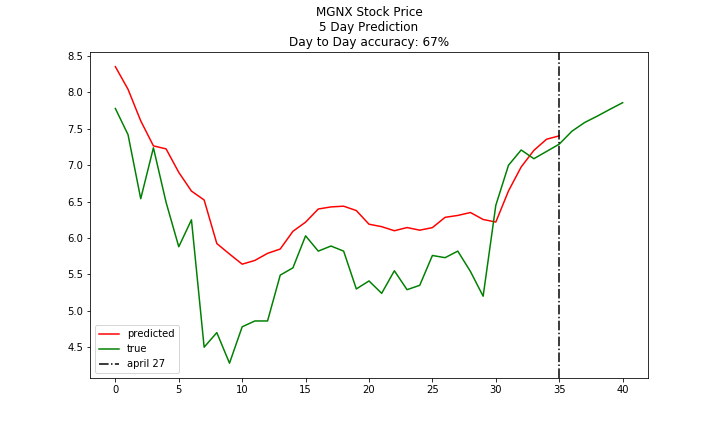 MGNX Stock Price
5 Day Prediction
Day to Day accuracy: 67%
8.5
8.0
7.5
7.0
6.5
6.0
5.5
5.0
4.5
predicted
true
april 27
0 5 10 15 20 25 30 35 40